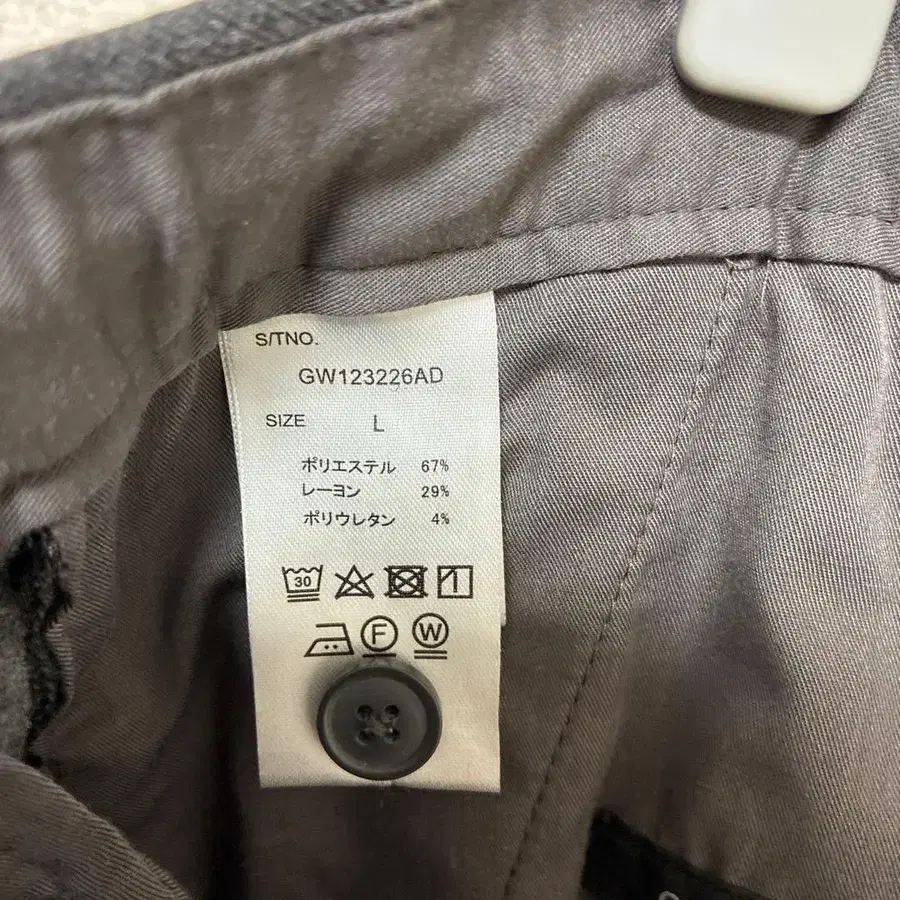 S/TNO.
GW123226AD
SIZE L
ポリエステル 67%
レーヨン 29%
ポリウレタン 4%
30
F W